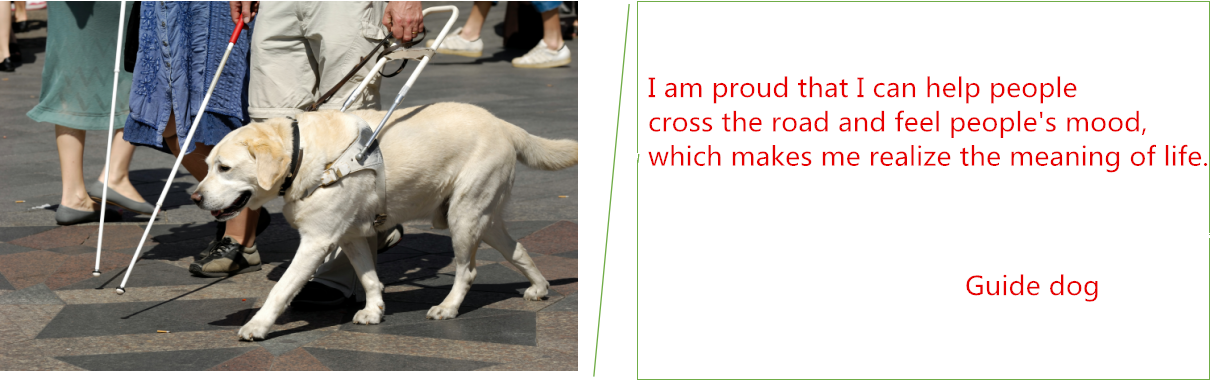 I am proud that I can help people
cross the road and feel people's mood,
which makes me realize the meaning of life.
Guide dog